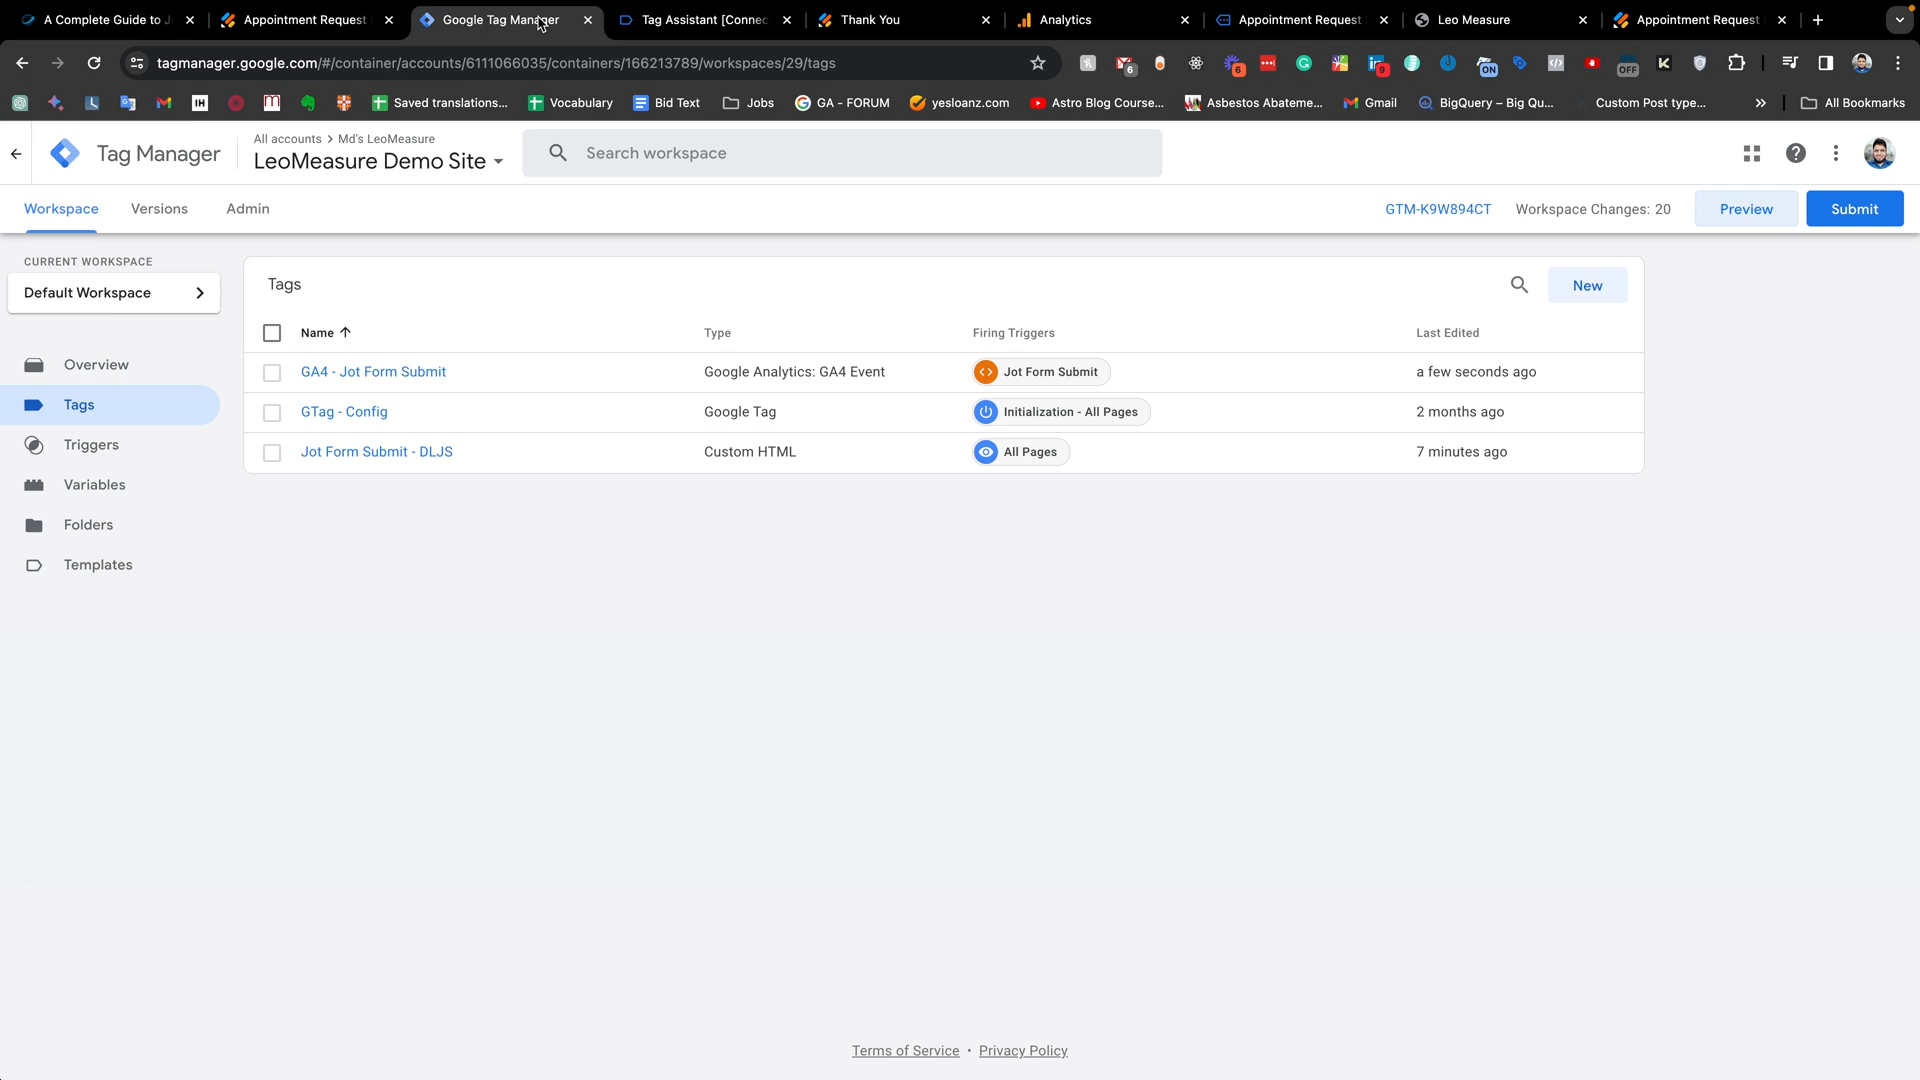 A Complete Guide to J
Appointment Request
Google Tag Manager
Tag Assistant [Connec
Thank You
Analytics
Appointment Request
Leo Measure
Appointment Request
tagmanager.google.com/#/container/accounts/6111066035/containers/166213789/workspaces/29/tags
6
6
9
ON
OFF
IH
Saved translations...
Vocabulary
Bid Text
Jobs
GA - FORUM
yesloanz.com
Astro Blog Course...
Asbestos Abateme...
Gmail
BigQuery – Big Qu...
Custom Post type...
All Bookmarks
Tag Manager
All accounts > Md's LeoMeasure
LeoMeasure Demo Site
Search workspace
Workspace
Versions
Admin
GTM-K9W894CT
Workspace Changes: 20
Preview
Submit
CURRENT WORKSPACE
Default Workspace
Overview
Tags
Triggers
Variables
Folders
Templates
Tags
New
Name
Type
Firing Triggers
Last Edited
GA4 - Jot Form Submit
Google Analytics: GA4 Event
Jot Form Submit
a few seconds ago
GTag - Config
Google Tag
Initialization - All Pages
2 months ago
Jot Form Submit - DLJS
Custom HTML
All Pages
7 minutes ago
Terms of Service • Privacy Policy